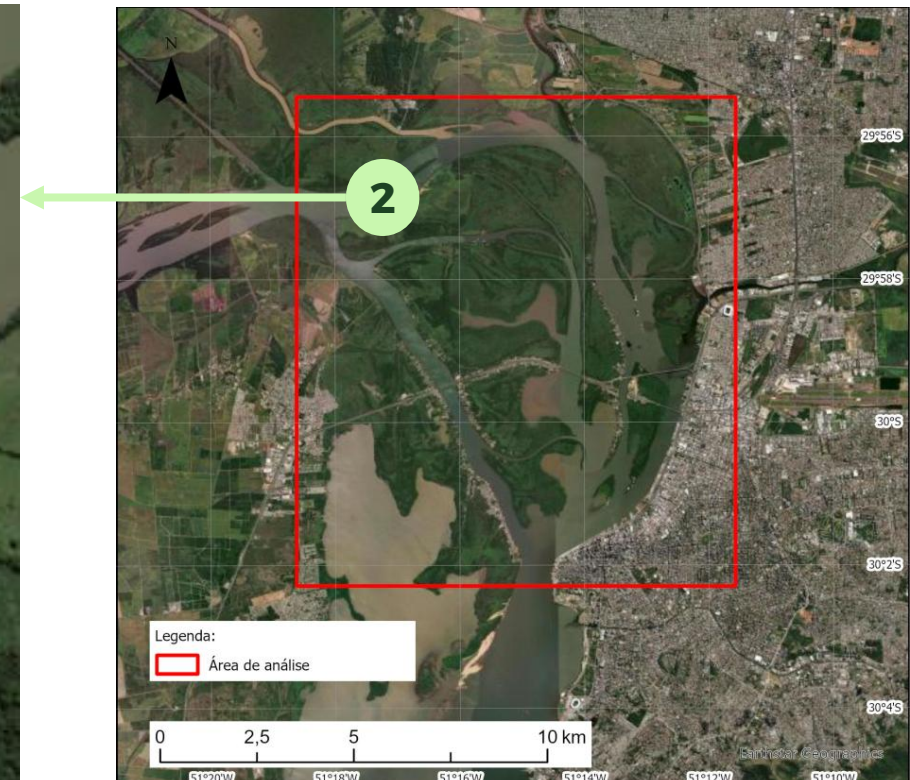 N
2
29°56'S
29°58'S
30°S
30°2'S
30°4'S
Legenda:
Área de análise
0 2,5 5 10 km
Earthstar Geographics
51°20'W 51°18'W 51°16'W 51°14'W 51°12'W 51°10'W